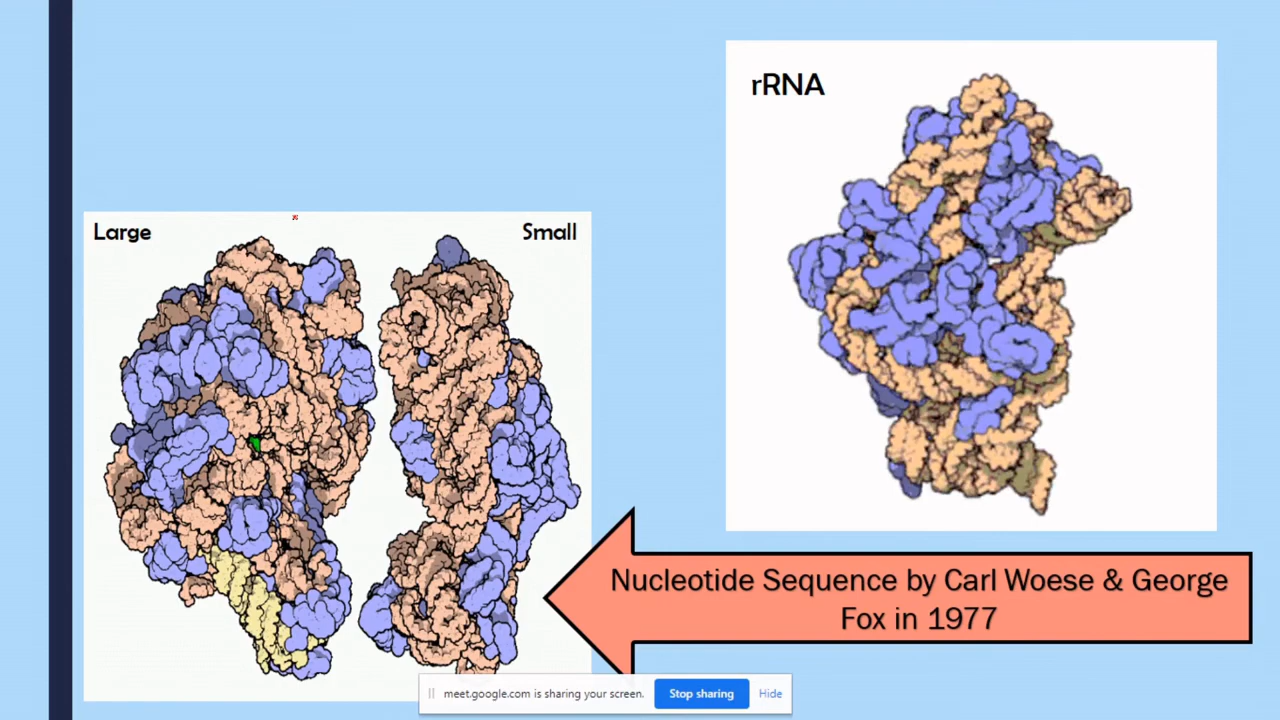 rRNA
Large
Small
Nucleotide Sequence by Carl Woese & George
Fox in 1977
meet.google.com is sharing your screen.
Stop sharing
Hide